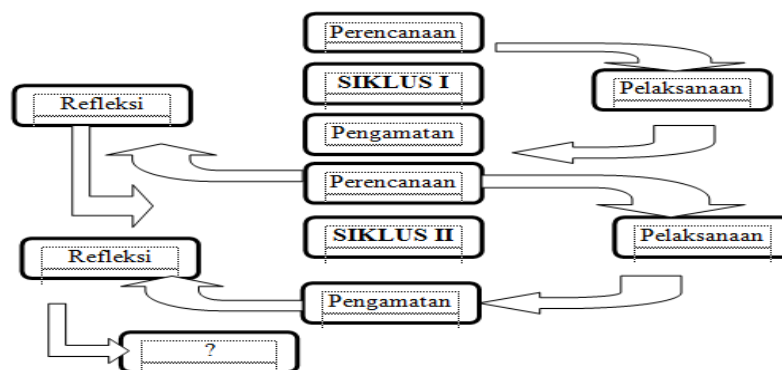 Perencanaan
SIKLUS I
Refleksi
Pelaksanaan
Pengamatan
Perencanaan
SIKLUS II
Pelaksanaan
Refleksi
Pengamatan
?